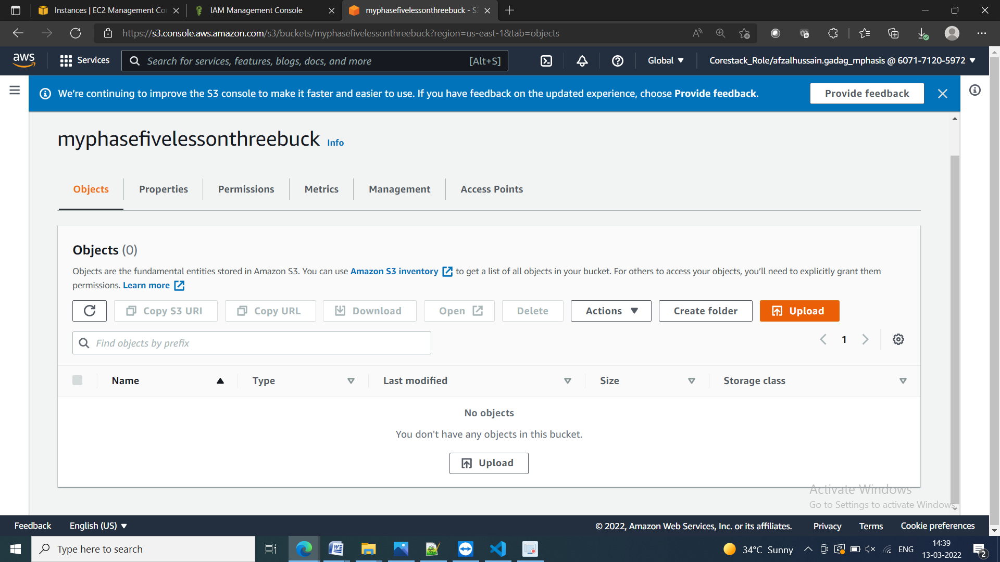 Instances | EC2 Management Co
IAM Management Console
myphasefivelessonthreebuck - S
https://s3.console.aws.amazon.com/s3/buckets/myphasefivelessonthreebuck?region=us-east-1&tab=objects
aws
Services
Search for services, features, blogs, docs, and more
[Alt+S]
Global
Corestack_Role/afzalhussain.gadag_mphasis @ 6071-7120-5972
We're continuing to improve the S3 console to make it faster and easier to use. If you have feedback on the updated experience, choose Provide feedback.
Provide feedback
myphasefivelessonthreebuck Info
Objects
Properties
Permissions
Metrics
Management
Access Points
Objects (0)
Objects are the fundamental entities stored in Amazon S3. You can use Amazon S3 inventory to get a list of all objects in your bucket. For others to access your objects, you'll need to explicitly grant them
permissions. Learn more
Copy S3 URI
Copy URL
Download
Open
Delete
Actions
Create folder
Upload
Find objects by prefix
1
Name
Type
Last modified
Size
Storage class
No objects
You don't have any objects in this bucket.
Upload
Activate Windows
Go to Settings to activate Windows.
Feedback
English (US)
© 2022, Amazon Web Services, Inc. or its affiliates.
Privacy
Terms
Cookie preferences
Type here to search
34°C Sunny
ENG
14:39
13-03-2022
2